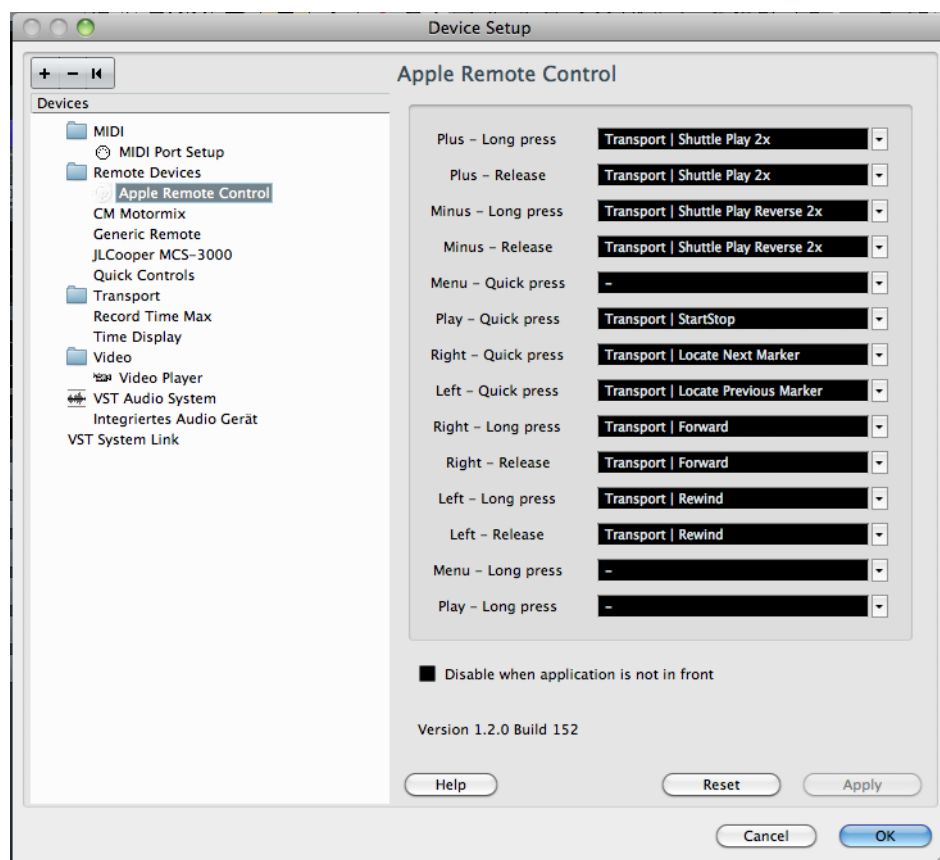 Device Setup
+ - I◀
Devices
MIDI
MIDI Port Setup
Remote Devices
Apple Remote Control
CM Motormix
Generic Remote
JLCooper MCS-3000
Quick Controls
Transport
Record Time Max
Time Display
Video
Video Player
VST Audio System
Integriertes Audio Gerät
VST System Link
Apple Remote Control
Plus - Long press Transport | Shuttle Play 2x
Plus - Release Transport | Shuttle Play 2x
Minus - Long press Transport | Shuttle Play Reverse 2x
Minus - Release Transport | Shuttle Play Reverse 2x
Menu - Quick press -
Play - Quick press Transport | StartStop
Right - Quick press Transport | Locate Next Marker
Left - Quick press Transport | Locate Previous Marker
Right - Long press Transport | Forward
Right - Release Transport | Forward
Left - Long press Transport | Rewind
Left - Release Transport | Rewind
Menu - Long press -
Play - Long press -
Disable when application is not in front
Version 1.2.0 Build 152
Help Reset Apply
Cancel OK